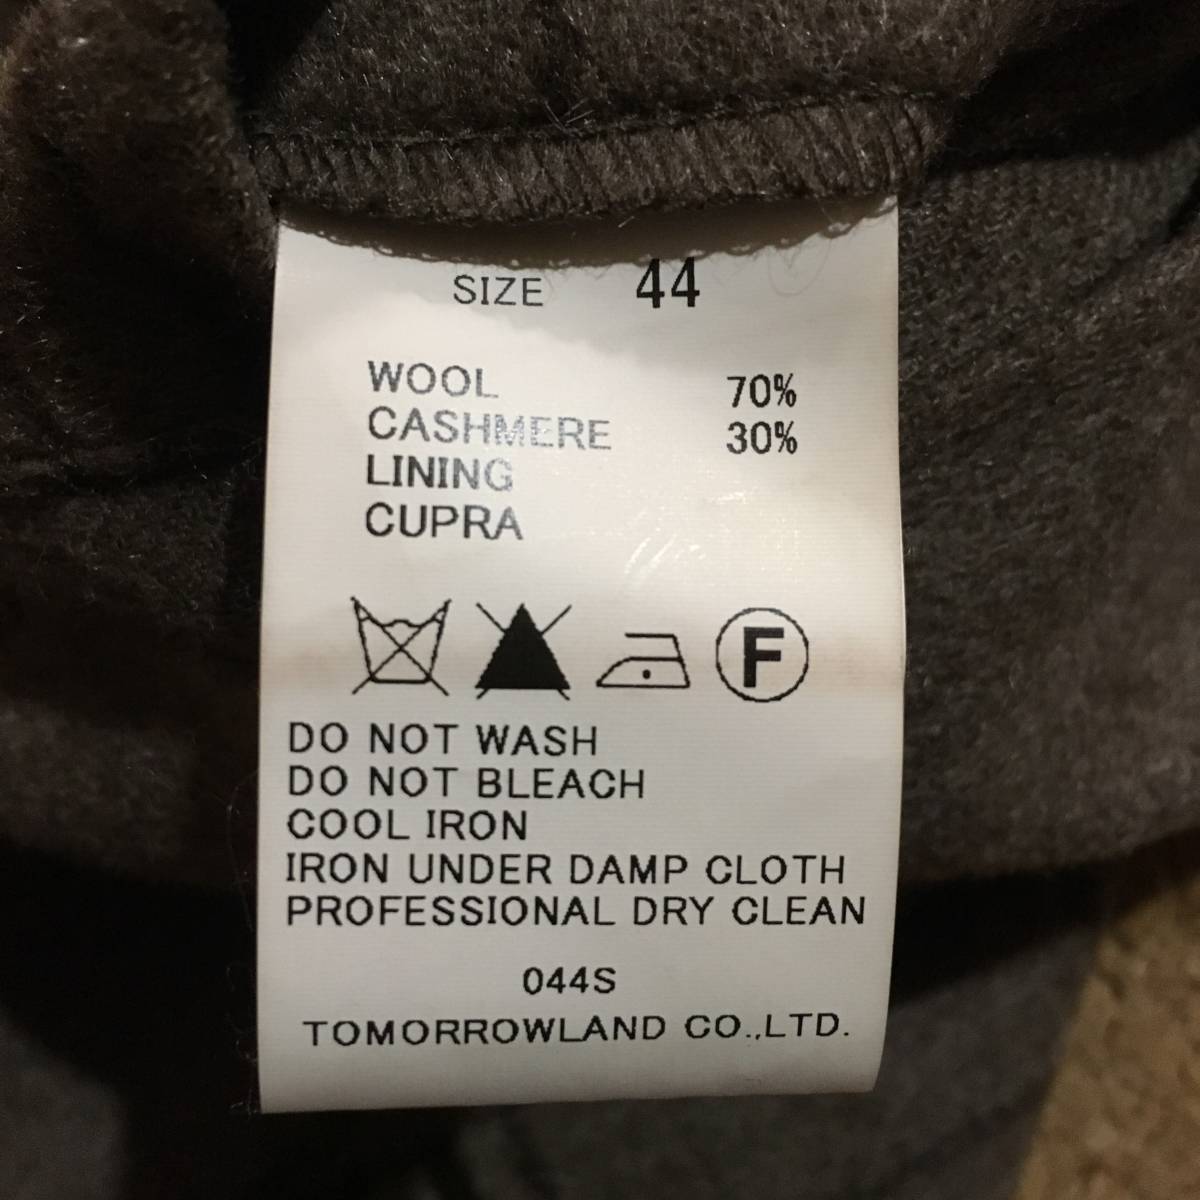 SIZE 44
WOOL 70%
CASHMERE 30%
LINING
CUPRA
F
DO NOT WASH
DO NOT BLEACH
COOL IRON
IRON UNDER DAMP CLOTH
PROFESSIONAL DRY CLEAN
044S
TOMORROWLAND CO.,LTD.